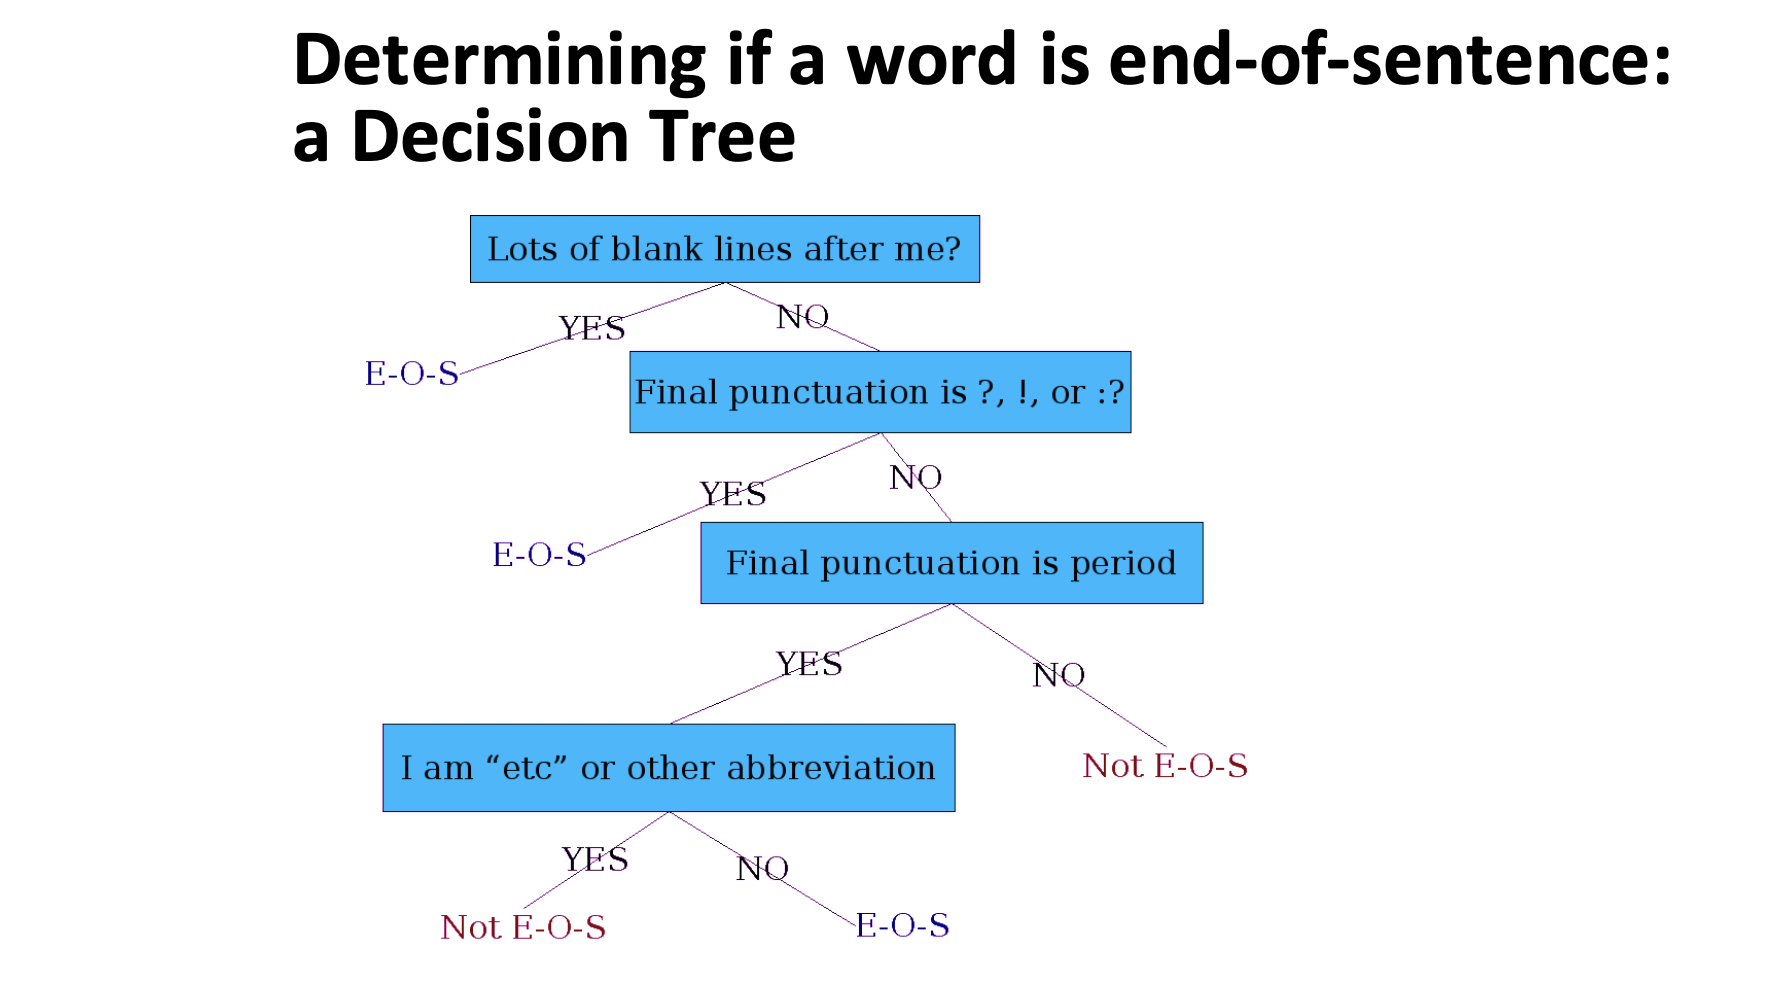 Determining if a word is end-of-sentence:
a Decision Tree
Lots of blank lines after me?
YES
NO
E-O-S
Final punctuation is ?, !, or :?
YES
NO
E-O-S
Final punctuation is period
YES
NO
I am “etc” or other abbreviation
Not E-O-S
YES
NO
Not E-O-S
E-O-S